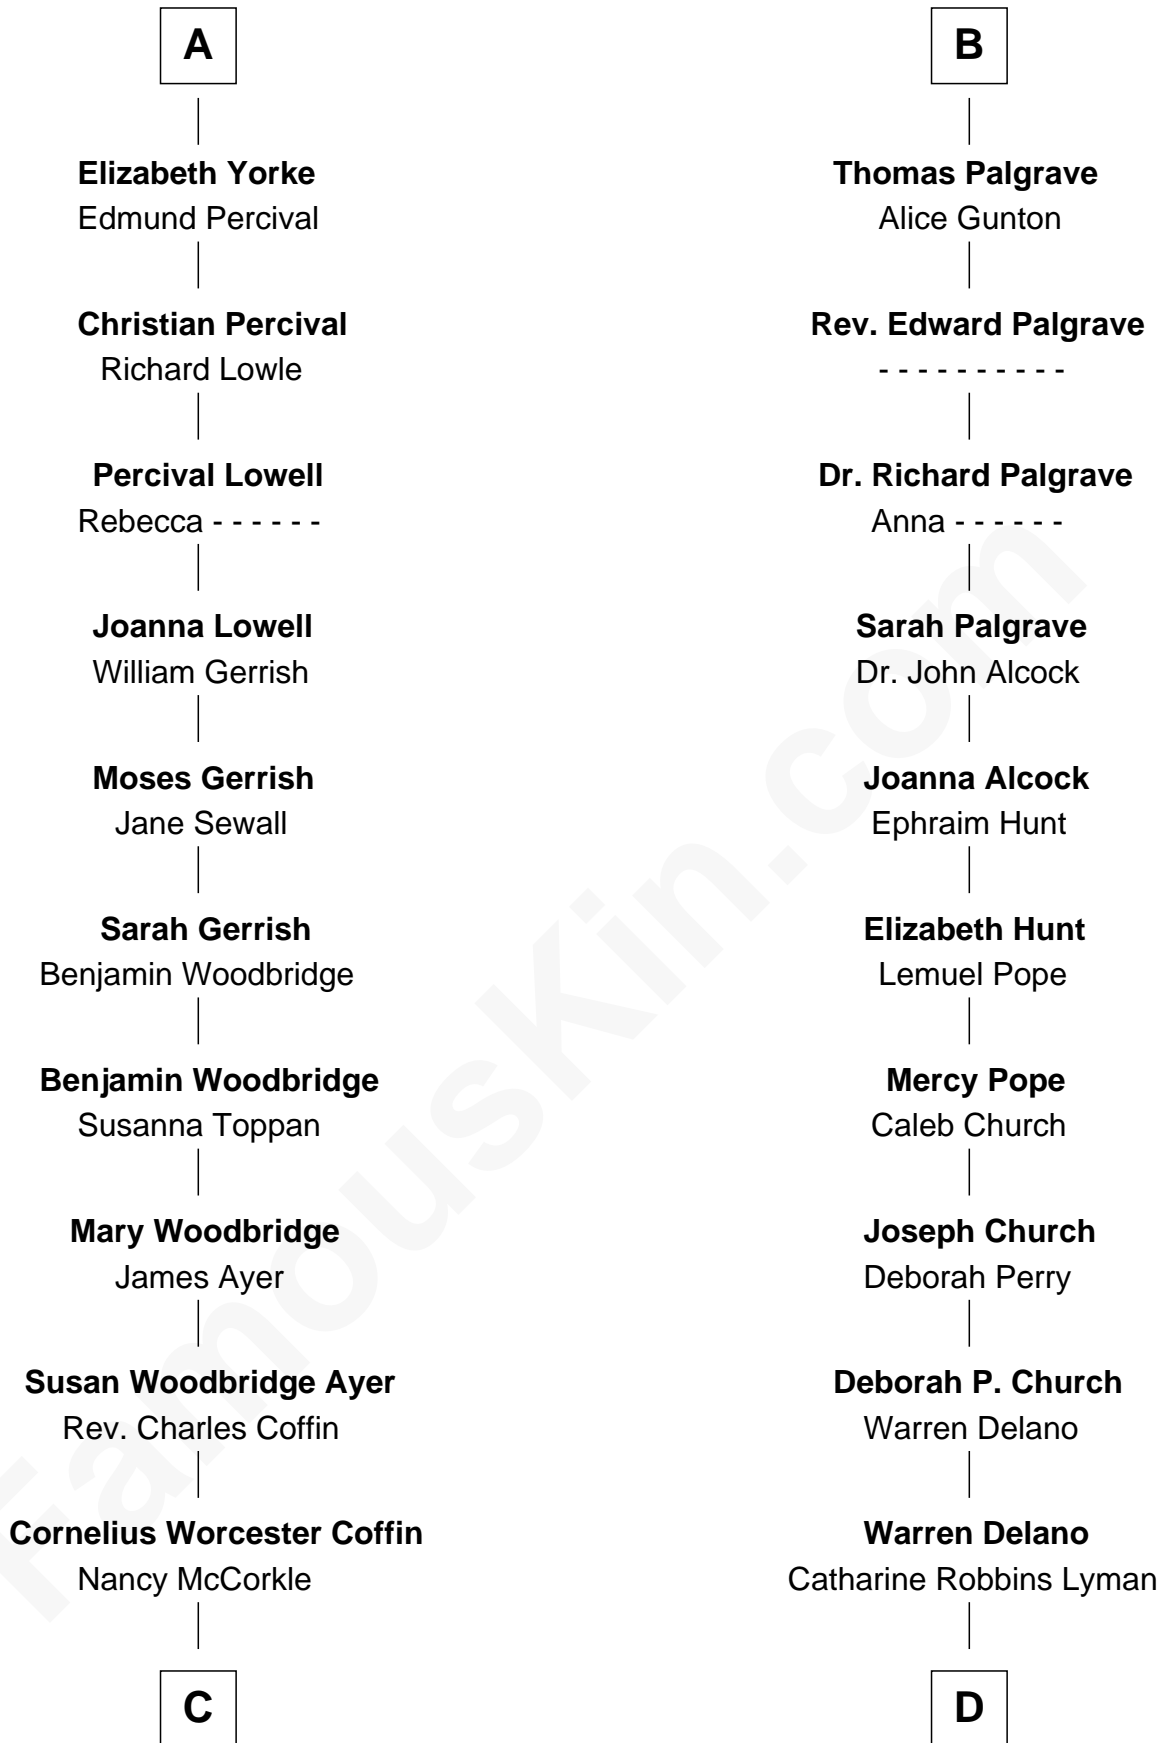 A
Elizabeth Yorke
Edmund Percival
Christian Percival
Richard Lowle
Percival Lowell
Rebecca - - - - - -
Joanna Lowell
William Gerrish
Moses Gerrish
Jane Sewall
Sarah Gerrish
Benjamin Woodbridge
Benjamin Woodbridge
Susanna Toppan
Mary Woodbridge
James Ayer
Susan Woodbridge Ayer
Rev. Charles Coffin
Cornelius Worcester Coffin
Nancy McCorkle
C
B
Thomas Palgrave
Alice Gunton
Rev. Edward Palgrave
- - - - - - - - - -
Dr. Richard Palgrave
Anna - - - - - -
Sarah Palgrave
Dr. John Alcock
Joanna Alcock
Ephraim Hunt
Elizabeth Hunt
Lemuel Pope
Mercy Pope
Caleb Church
Joseph Church
Deborah Perry
Deborah P. Church
Warren Delano
Warren Delano
Catharine Robbins Lyman
D
FamousKin.com